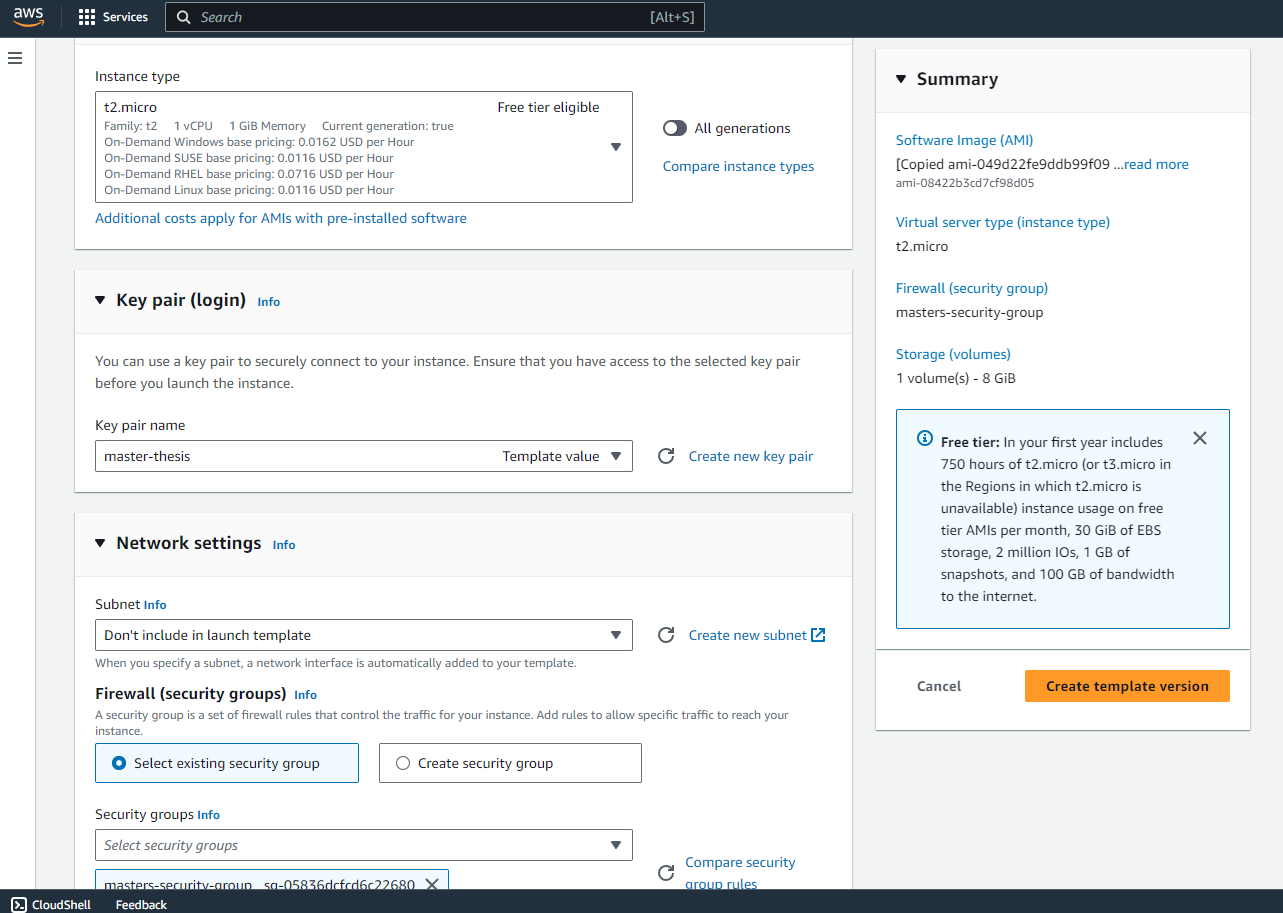 aws
Services
Search
[Alt+S]
Instance type
t2.micro
Free tier eligible
Family: t2 1 vCPU 1 GiB Memory Current generation: true
On-Demand Windows base pricing: 0.0162 USD per Hour
On-Demand SUSE base pricing: 0.0116 USD per Hour
On-Demand RHEL base pricing: 0.0716 USD per Hour
On-Demand Linux base pricing: 0.0116 USD per Hour
All generations
Compare instance types
Additional costs apply for AMIs with pre-installed software
Key pair (login) Info
You can use a key pair to securely connect to your instance. Ensure that you have access to the selected key pair
before you launch the instance.
Key pair name
master-thesis
Template value
Create new key pair
Network settings Info
Subnet Info
Don't include in launch template
Create new subnet
When you specify a subnet, a network interface is automatically added to your template.
Firewall (security groups) Info
A security group is a set of firewall rules that control the traffic for your instance. Add rules to allow specific traffic to reach your
instance.
Select existing security group
Create security group
Security groups Info
Select security groups
Compare security
group rules
masters-security-group sg-05836dcfcd6c22680
Summary
Software Image (AMI)
[Copied ami-049d22fe9ddb99f09 ...read more
ami-08422b3cd7cf98d05
Virtual server type (instance type)
t2.micro
Firewall (security group)
masters-security-group
Storage (volumes)
1 volume(s) - 8 GiB
Free tier: In your first year includes
750 hours of t2.micro (or t3.micro in
the Regions in which t2.micro is
unavailable) instance usage on free
tier AMIs per month, 30 GiB of EBS
storage, 2 million IOs, 1 GB of
snapshots, and 100 GB of bandwidth
to the internet.
Cancel
Create template version
CloudShell
Feedback